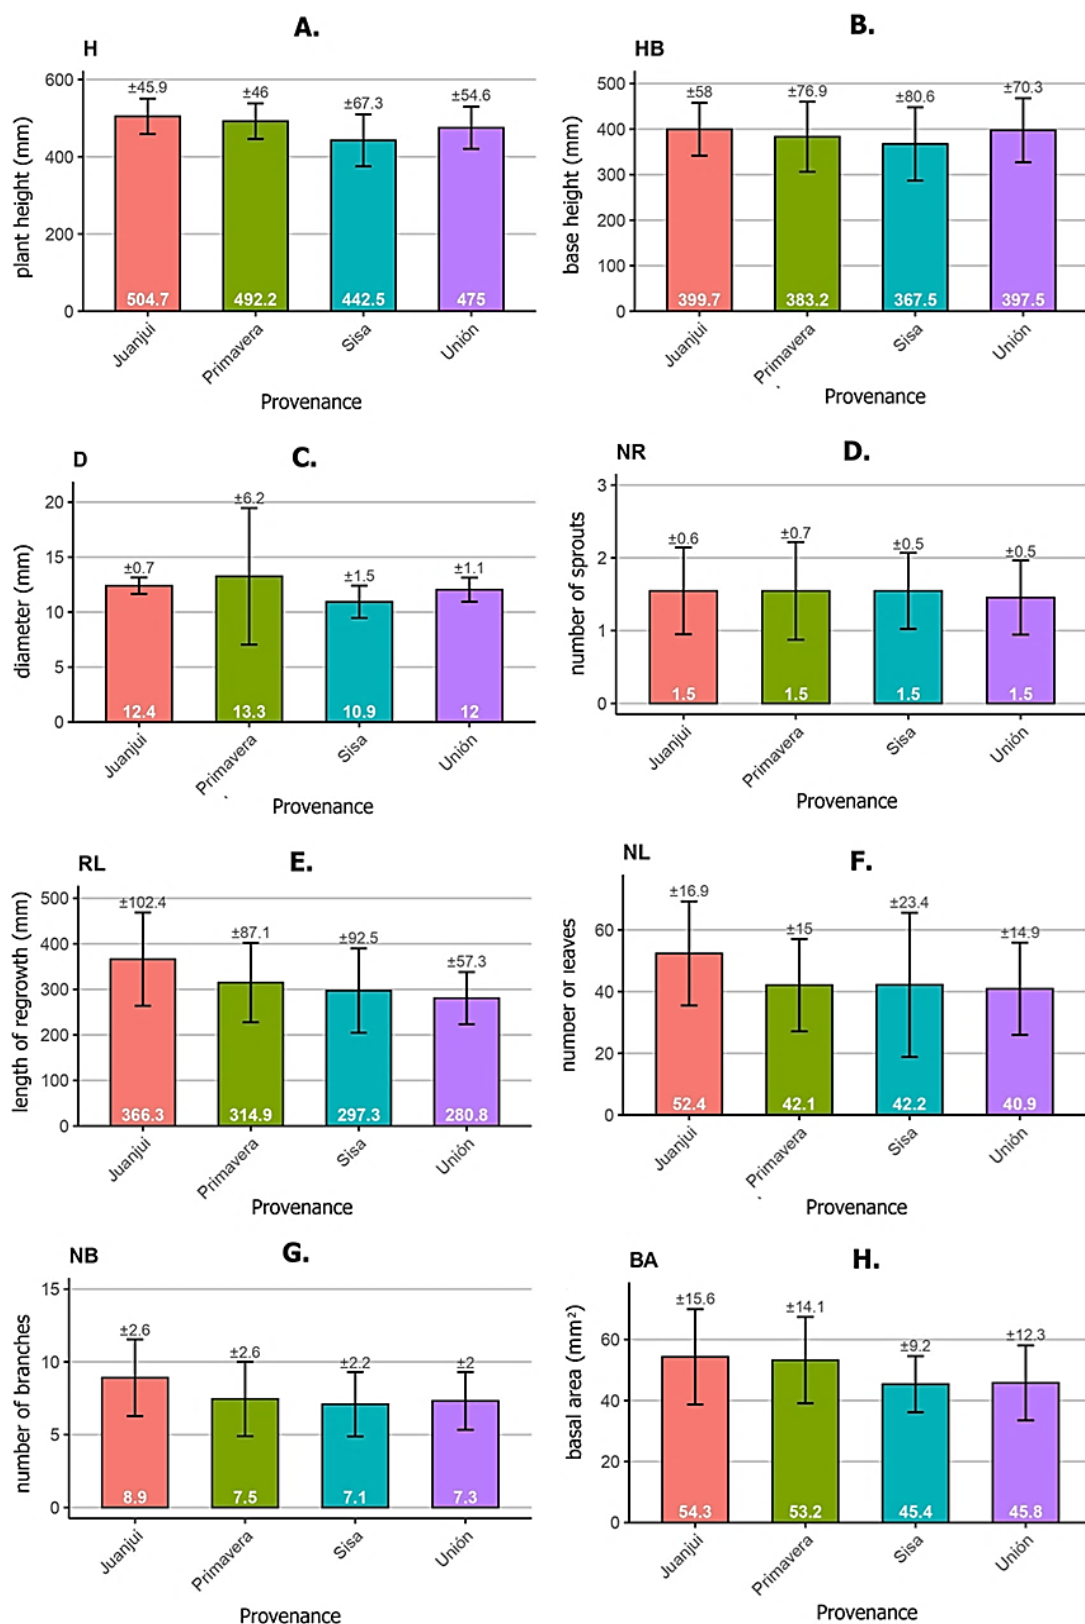 A.
H
plant height (mm)
600
400
200
0
±45.9
±46
±67.3
±54.6
504.7
492.2
442.5
475
Juanjui
Primavera
Sisa
Unión
Provenance
B.
HB
base height (mm)
500
400
300
200
100
0
±58
±76.9
±80.6
±70.3
399.7
383.2
367.5
397.5
Juanjui
Primavera
Sisa
Unión
Provenance
C.
D
diameter (mm)
20
15
10
5
0
±0.7
±6.2
±1.5
±1.1
12.4
13.3
10.9
12
Juanjui
Primavera
Sisa
Unión
Provenance
D.
NR
number of sprouts
3
2
1
0
±0.6
±0.7
±0.5
±0.5
1.5
1.5
1.5
1.5
Juanjui
Primavera
Sisa
Unión
Provenance
E.
RL
length of regrowth (mm)
500
400
300
200
100
0
±102.4
±87.1
±92.5
±57.3
366.3
314.9
297.3
280.8
Juanjui
Primavera
Sisa
Unión
Provenance
F.
NL
number of leaves
60
40
20
0
±16.9
±15
±23.4
±14.9
52.4
42.1
42.2
40.9
Juanjui
Primavera
Sisa
Unión
Provenance
G.
NB
number of branches
15
10
5
0
±2.6
±2.6
±2.2
±2
8.9
7.5
7.1
7.3
Juanjui
Primavera
Sisa
Unión
Provenance
H.
BA
basal area (mm²)
60
40
20
0
±15.6
±14.1
±9.2
±12.3
54.3
53.2
45.4
45.8
Juanjui
Primavera
Sisa
Unión
Provenance